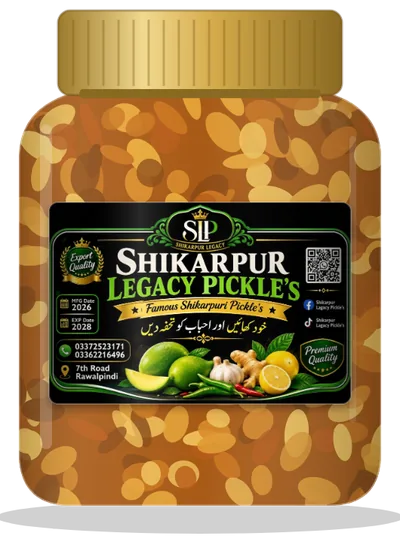 SLP
SHIKARPUR LEGACY
Export
Quality
SHIKARPUR
LEGACY PICKLE'S
Famous Shikarpuri Pickle's
خود کھائیں اور احباب کو تحفہ دیں
MFG Date
2026
EXP Date
2028
03372523171
03362216496
7th Road
Rawalpindi
Shikarpur
Legacy Pickle's
Shikarpur
Legacy Pickle's
Premium
Quality